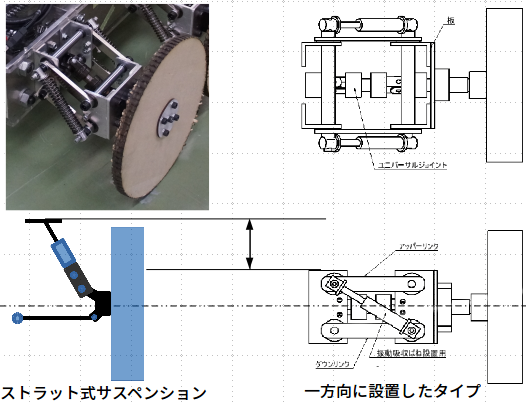 板
ユニバーサルジョイント
アッパーリンク
振動吸収ばね設置用
ダウンリンク
ストラット式サスペンション
一方向に設置したタイプ